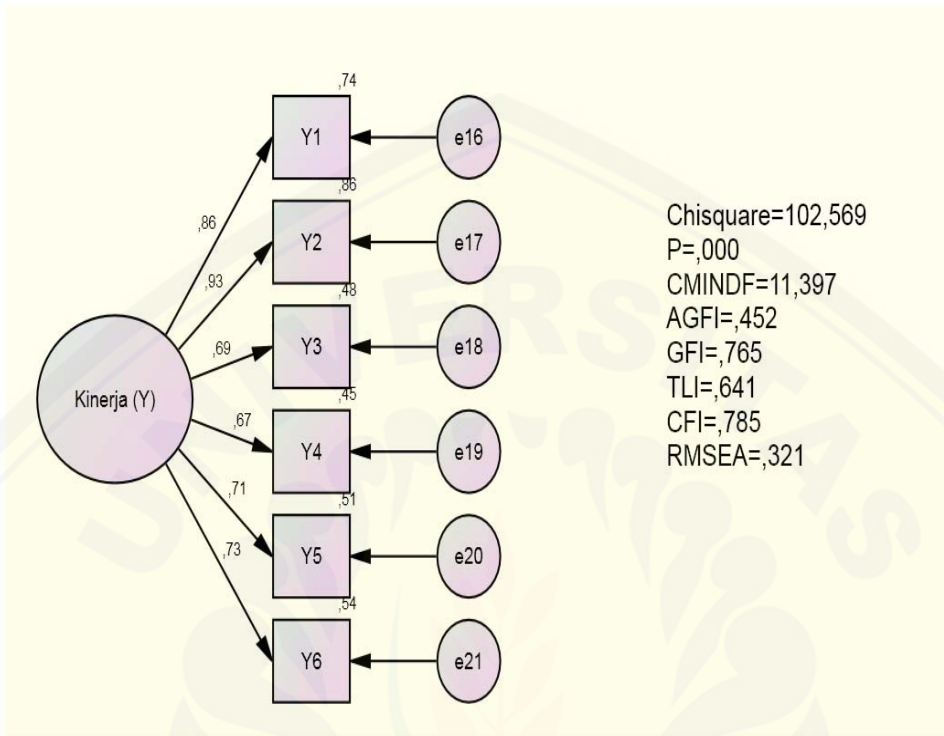 ,74
Y1
e16
,86
,86
Y2
e17
,93
,48
Y3
e18
,69
,45
Kinerja (Y)
,67
Y4
e19
,71
,51
Y5
e20
,73
,54
Y6
e21
Chisquare=102,569
P=,000
CMINDF=11,397
AGFI=,452
GFI=,765
TLI=,641
CFI=,785
RMSEA=,321
UNIVERSITAS